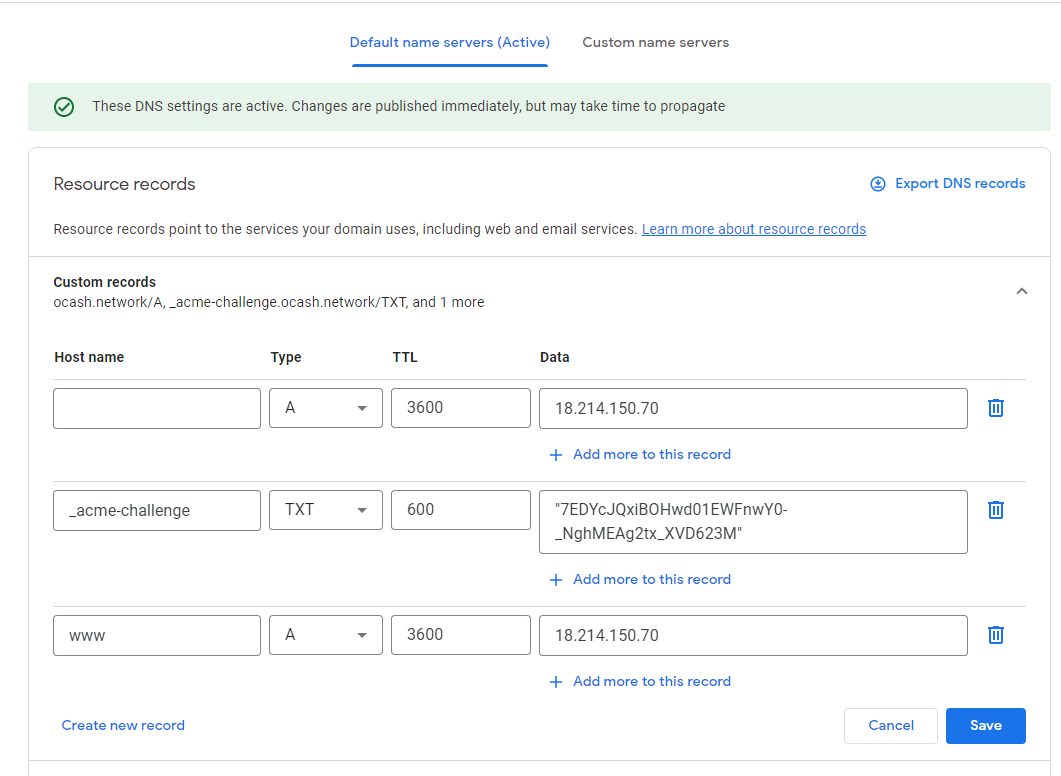 Default name servers (Active) Custom name servers
These DNS settings are active. Changes are published immediately, but may take time to propagate
Resource records Export DNS records
Resource records point to the services your domain uses, including web and email services. Learn more about resource records
Custom records
ocash.network/A, _acme-challenge.ocash.network/TXT, and 1 more
Host name Type TTL Data
A 3600 18.214.150.70
+ Add more to this record
_acme-challenge TXT 600 "7EDYcJQxiBOHwd01EWFnwY0-
_NghMEAg2tx_XVD623M"
+ Add more to this record
www A 3600 18.214.150.70
+ Add more to this record
Create new record Cancel Save